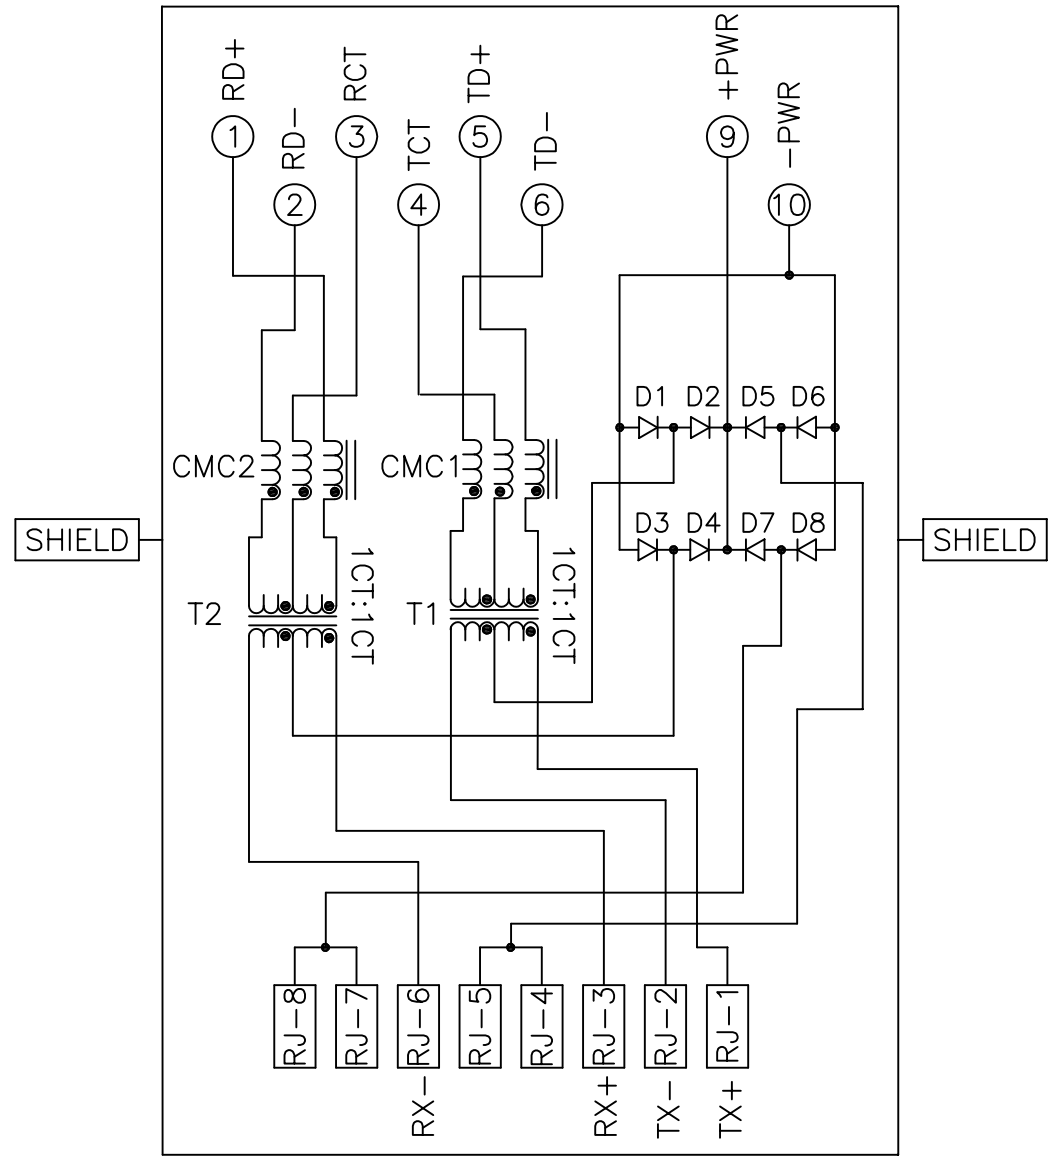 RD+
RCT
TD+
+PWR
1
RD-
3
TCT
5
TD-
9
-PWR
2
4
6
10
D1 D2 D5 D6
CMC2
CMC1
D3 D4 D7 D8
SHIELD
SHIELD
T2
1CT:1CT
T1
1CT:1CT
RJ-8
RJ-7
RJ-6
RJ-5
RJ-4
RJ-3
RJ-2
RJ-1
RX-
RX+
TX-
TX+